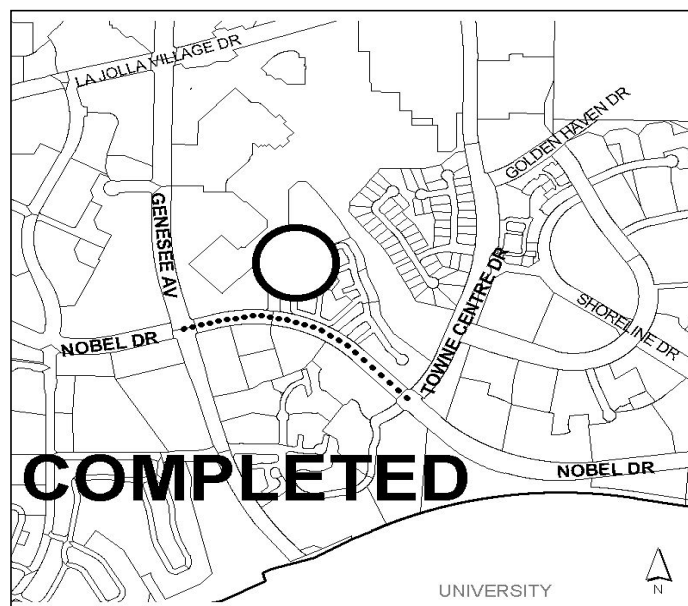 LA JOLLA VILLAGE DR
GOLDEN HAVEN DR
GENESEE AV
TOWNE CENTRE DR
SHORELINE DR
NOBEL DR
NOBEL DR
COMPLETED
UNIVERSITY
N